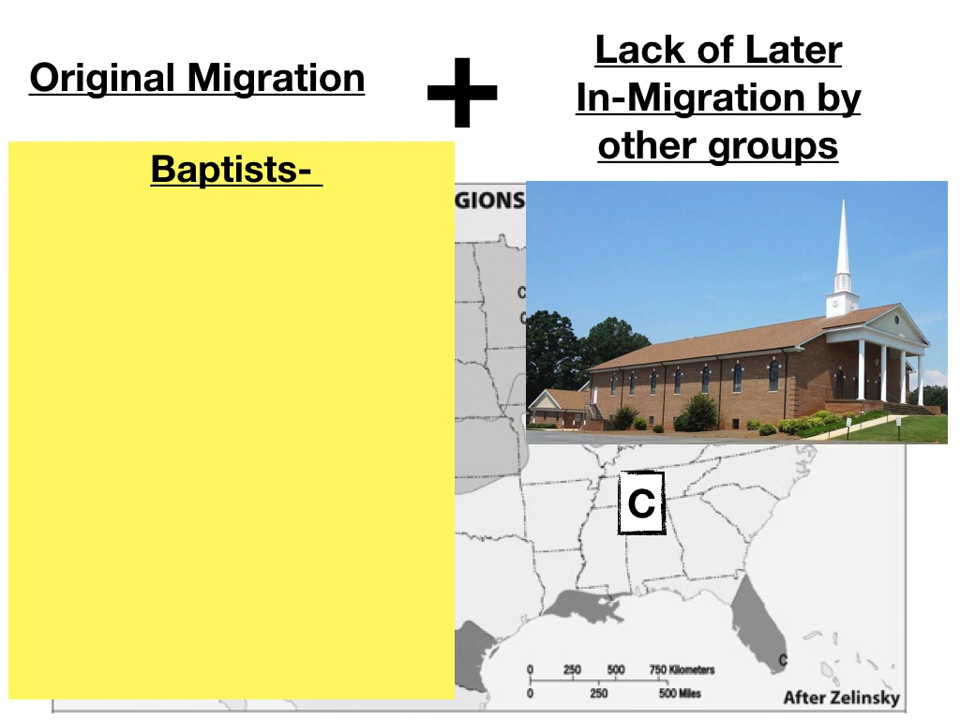 Original Migration
+
Lack of Later
In-Migration by
other groups
Baptists-
GIONS
C
C
C
C
0 250 500 750 Kilometers
0 250 500 Miles
After Zelinsky